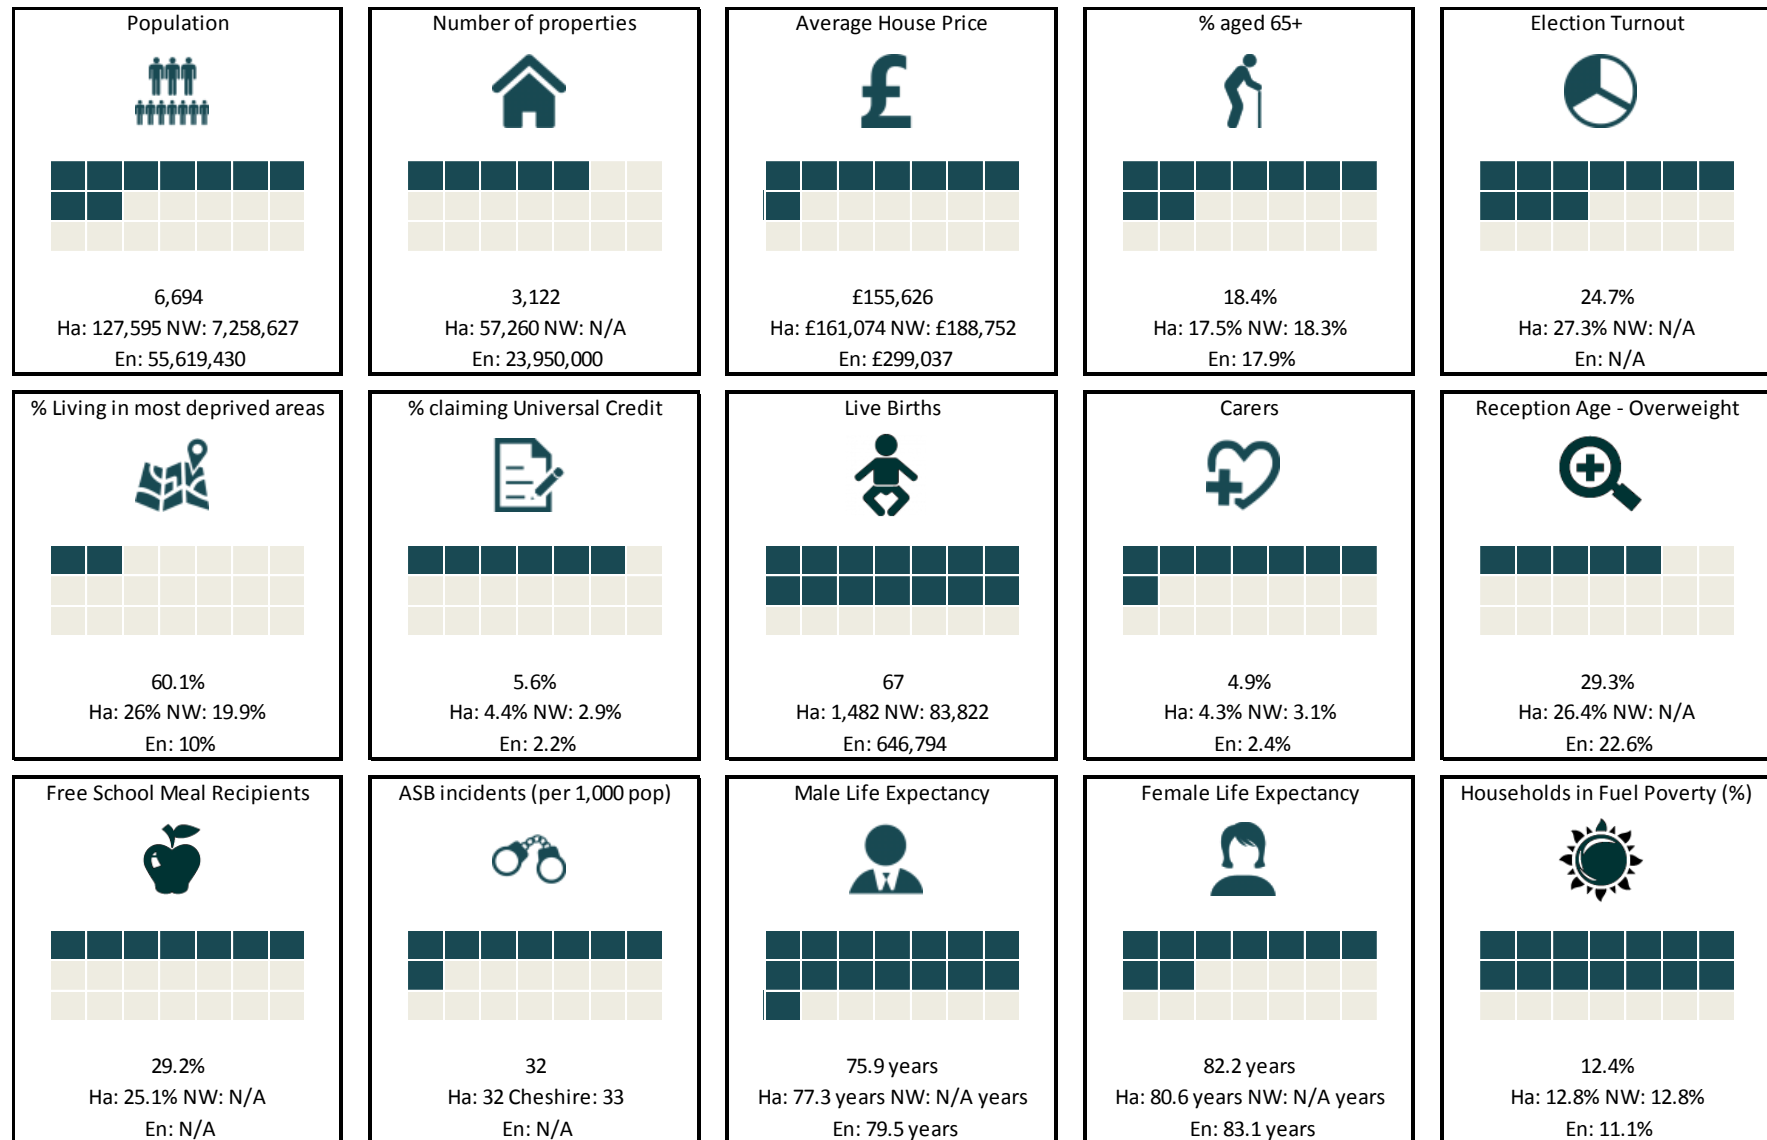 Population
6,694
Ha: 127,595 NW: 7,258,627
En: 55,619,430
Number of properties
3,122
Ha: 57,260 NW: N/A
En: 23,950,000
Average House Price
£
£155,626
Ha: £161,074 NW: £188,752
En: £299,037
% aged 65+
18.4%
Ha: 17.5% NW: 18.3%
En: 17.9%
Election Turnout
24.7%
Ha: 27.3% NW: N/A
En: N/A
% Living in most deprived areas
60.1%
Ha: 26% NW: 19.9%
En: 10%
% claiming Universal Credit
5.6%
Ha: 4.4% NW: 2.9%
En: 2.2%
Live Births
67
Ha: 1,482 NW: 83,822
En: 646,794
Carers
4.9%
Ha: 4.3% NW: 3.1%
En: 2.4%
Reception Age - Overweight
29.3%
Ha: 26.4% NW: N/A
En: 22.6%
Free School Meal Recipients
29.2%
Ha: 25.1% NW: N/A
En: N/A
ASB incidents (per 1,000 pop)
32
Ha: 32 Cheshire: 33
En: N/A
Male Life Expectancy
75.9 years
Ha: 77.3 years NW: N/A years
En: 79.5 years
Female Life Expectancy
82.2 years
Ha: 80.6 years NW: N/A years
En: 83.1 years
Households in Fuel Poverty (%)
12.4%
Ha: 12.8% NW: 12.8%
En: 11.1%